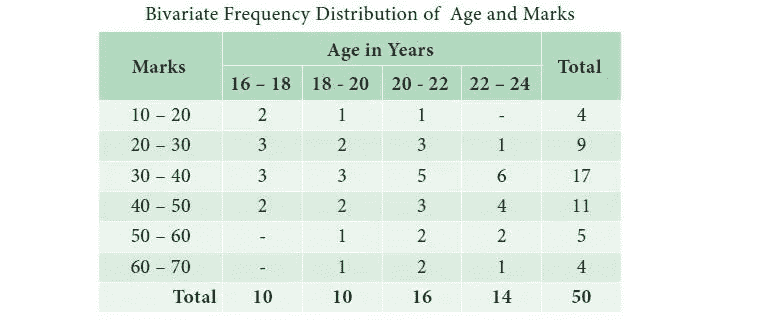 Bivariate Frequency Distribution of Age and Marks
Marks Age in Years Total
16 – 18 18 - 20 20 - 22 22 – 24
10 – 20 2 1 1 - 4
20 – 30 3 2 3 1 9
30 – 40 3 3 5 6 17
40 – 50 2 2 3 4 11
50 – 60 - 1 2 2 5
60 – 70 - 1 2 1 4
Total 10 10 16 14 50